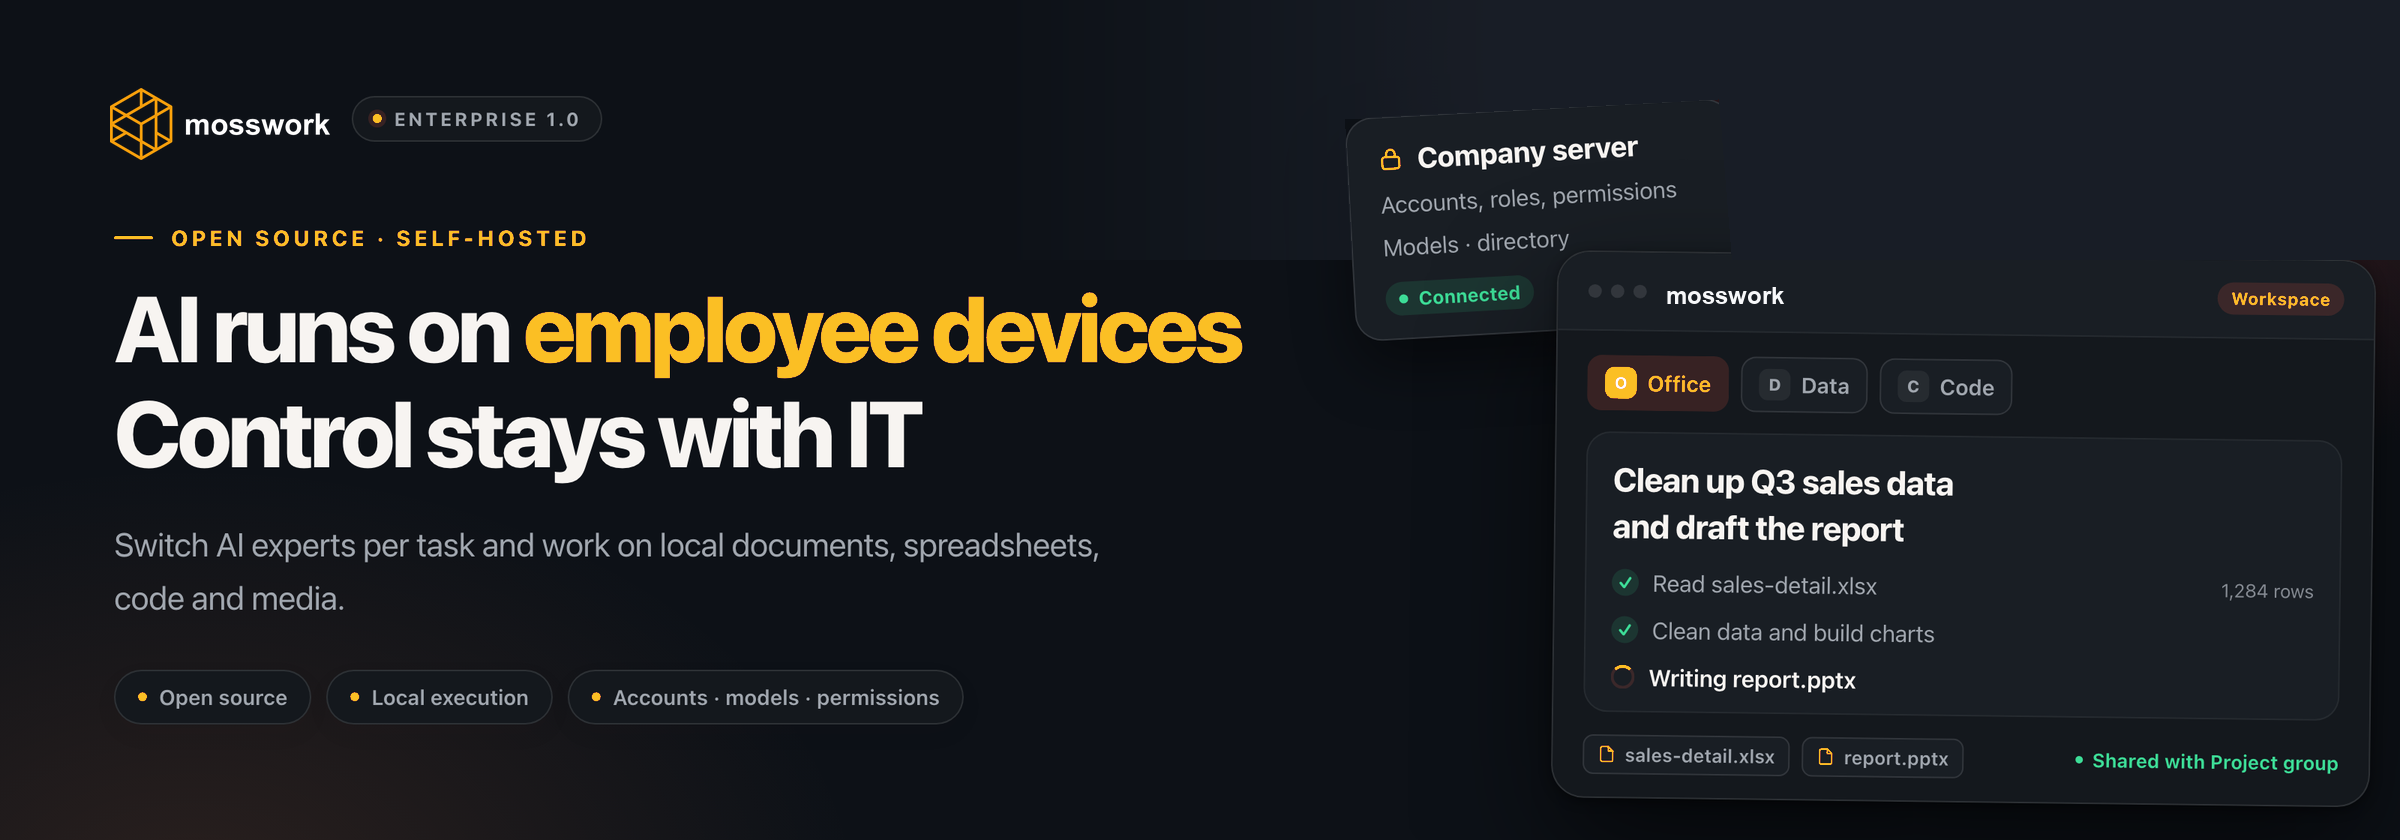 mosswork
ENTERPRISE 1.0
OPEN SOURCE · SELF-HOSTED
AI runs on employee devices
Control stays with IT
Switch AI experts per task and work on local documents, spreadsheets,
code and media.
Open source
Local execution
Accounts · models · permissions
Company server
Accounts, roles, permissions
Models · directory
Connected
mosswork
Workspace
O Office
D Data
C Code
Clean up Q3 sales data
and draft the report
Read sales-detail.xlsx
1,284 rows
Clean data and build charts
Writing report.pptx
sales-detail.xlsx
report.pptx
Shared with Project group